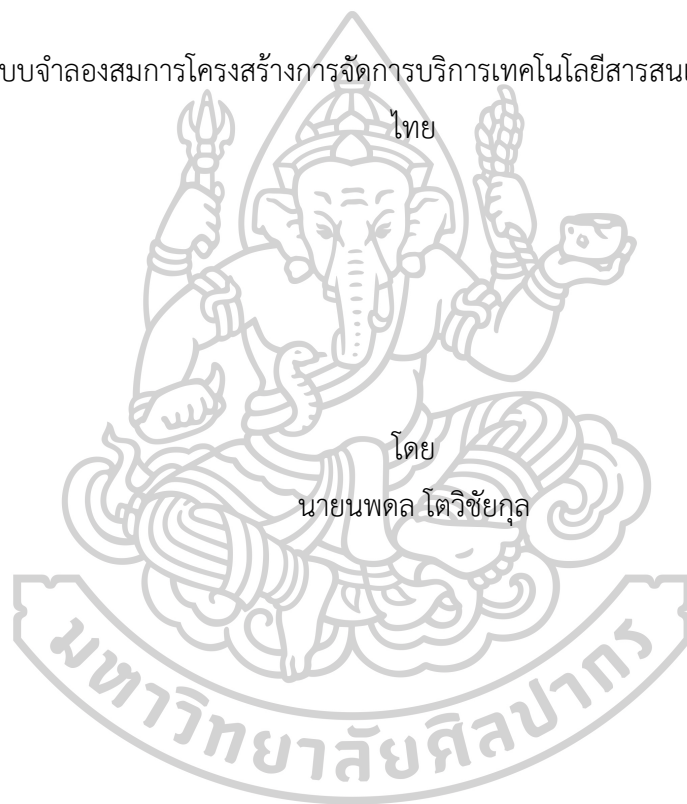 บบจำลองสมการโครงสร้างการจัดการบริการเทคโนโลยีสารสน
ไทย
โดย
นายนพดล โตวิชัยกุล
มหาวิทยาลัยศิลปากร